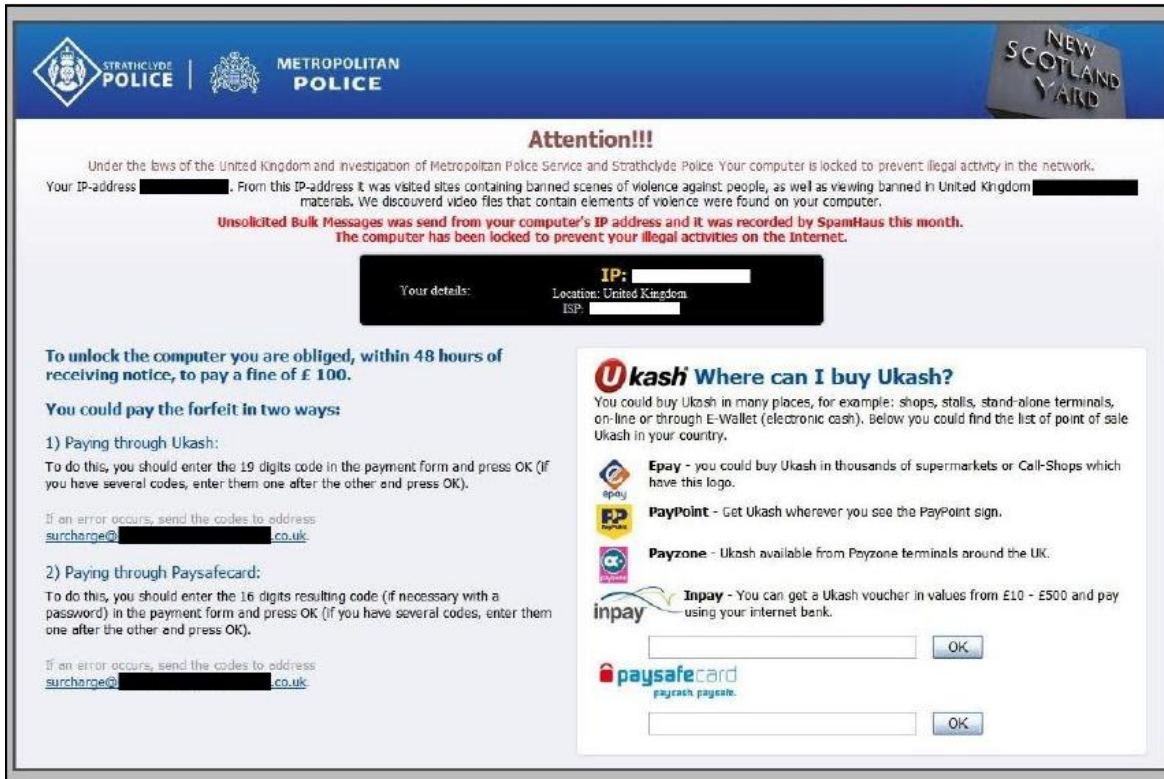 STRATHCLYDE
POLICE
METROPOLITAN
POLICE
NEW
SCOTLAND
YARD
Attention!!!
Under the laws of the United Kingdom and investigation of Metropolitan Police Service and Strathclyde Police Your computer is locked to prevent illegal activity in the network.
Your IP-address . From this IP-address it was visited sites containing banned scenes of violence against people, as well as viewing banned in United Kingdom
materials. We discouverd video files that contain elements of violence were found on your computer.
Unsolicited Bulk Messages was send from your computer's IP address and it was recorded by SpamHaus this month.
The computer has been locked to prevent your illegal activities on the Internet.
Your details:
IP:
Location: United Kingdom
ISP:
To unlock the computer you are obliged, within 48 hours of
receiving notice, to pay a fine of £ 100.
You could pay the forfeit in two ways:
1) Paying through Ukash:
To do this, you should enter the 19 digits code in the payment form and press OK (if
you have several codes, enter them one after the other and press OK).
If an error occurs, send the codes to address
surcharge@ .co.uk.
2) Paying through Paysafecard:
To do this, you should enter the 16 digits resulting code (if necessary with a
password) in the payment form and press OK (if you have several codes, enter them
one after the other and press OK).
If an error occurs, send the codes to address
surcharge@ .co.uk.
Ukash Where can I buy Ukash?
You could buy Ukash in many places, for example: shops, stalls, stand-alone terminals,
on-line or through E-Wallet (electronic cash). Below you could find the list of point of sale
Ukash in your country.
epay
Epay - you could buy Ukash in thousands of supermarkets or Call-Shops which
have this logo.
PayPoint
PayPoint - Get Ukash wherever you see the PayPoint sign.
payzone
Payzone - Ukash available from Payzone terminals around the UK.
inpay
Inpay - You can get a Ukash voucher in values from £10 - £500 and pay
using your internet bank.
OK
paysafecard
paycash. paysafe.
OK